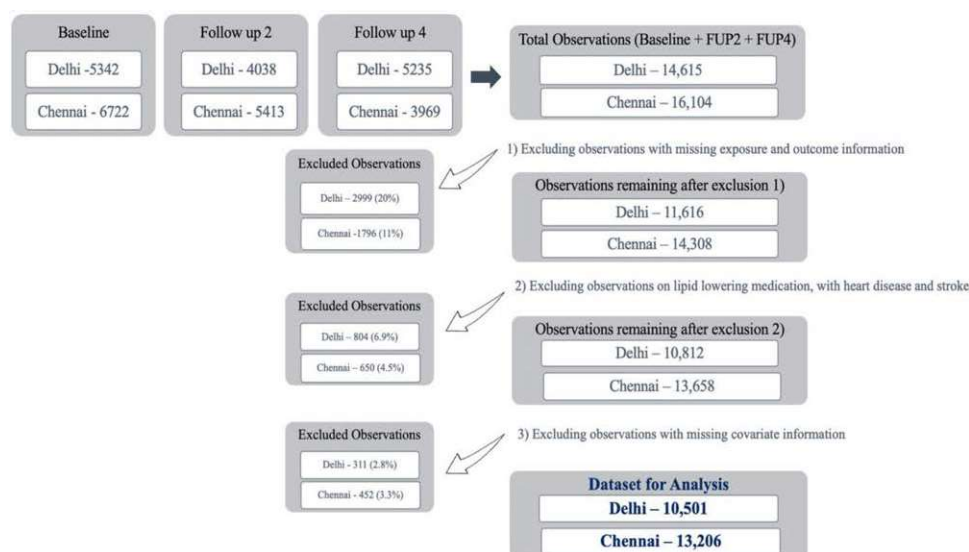 Baseline
Delhi -5342
Chennai - 6722
Follow up 2
Delhi - 4038
Chennai - 5413
Follow up 4
Delhi - 5235
Chennai - 3969
Total Observations (Baseline + FUP2 + FUP4)
Delhi – 14,615
Chennai – 16,104
1) Excluding observations with missing exposure and outcome information
Excluded Observations
Delhi – 2999 (20%)
Chennai -1796 (11%)
Observations remaining after exclusion 1)
Delhi – 11,616
Chennai – 14,308
2) Excluding observations on lipid lowering medication, with heart disease and stroke
Excluded Observations
Delhi – 804 (6.9%)
Chennai – 650 (4.5%)
Observations remaining after exclusion 2)
Delhi – 10,812
Chennai – 13,658
3) Excluding observations with missing covariate information
Excluded Observations
Delhi - 311 (2.8%)
Chennai - 452 (3.3%)
Dataset for Analysis
Delhi – 10,501
Chennai – 13,206